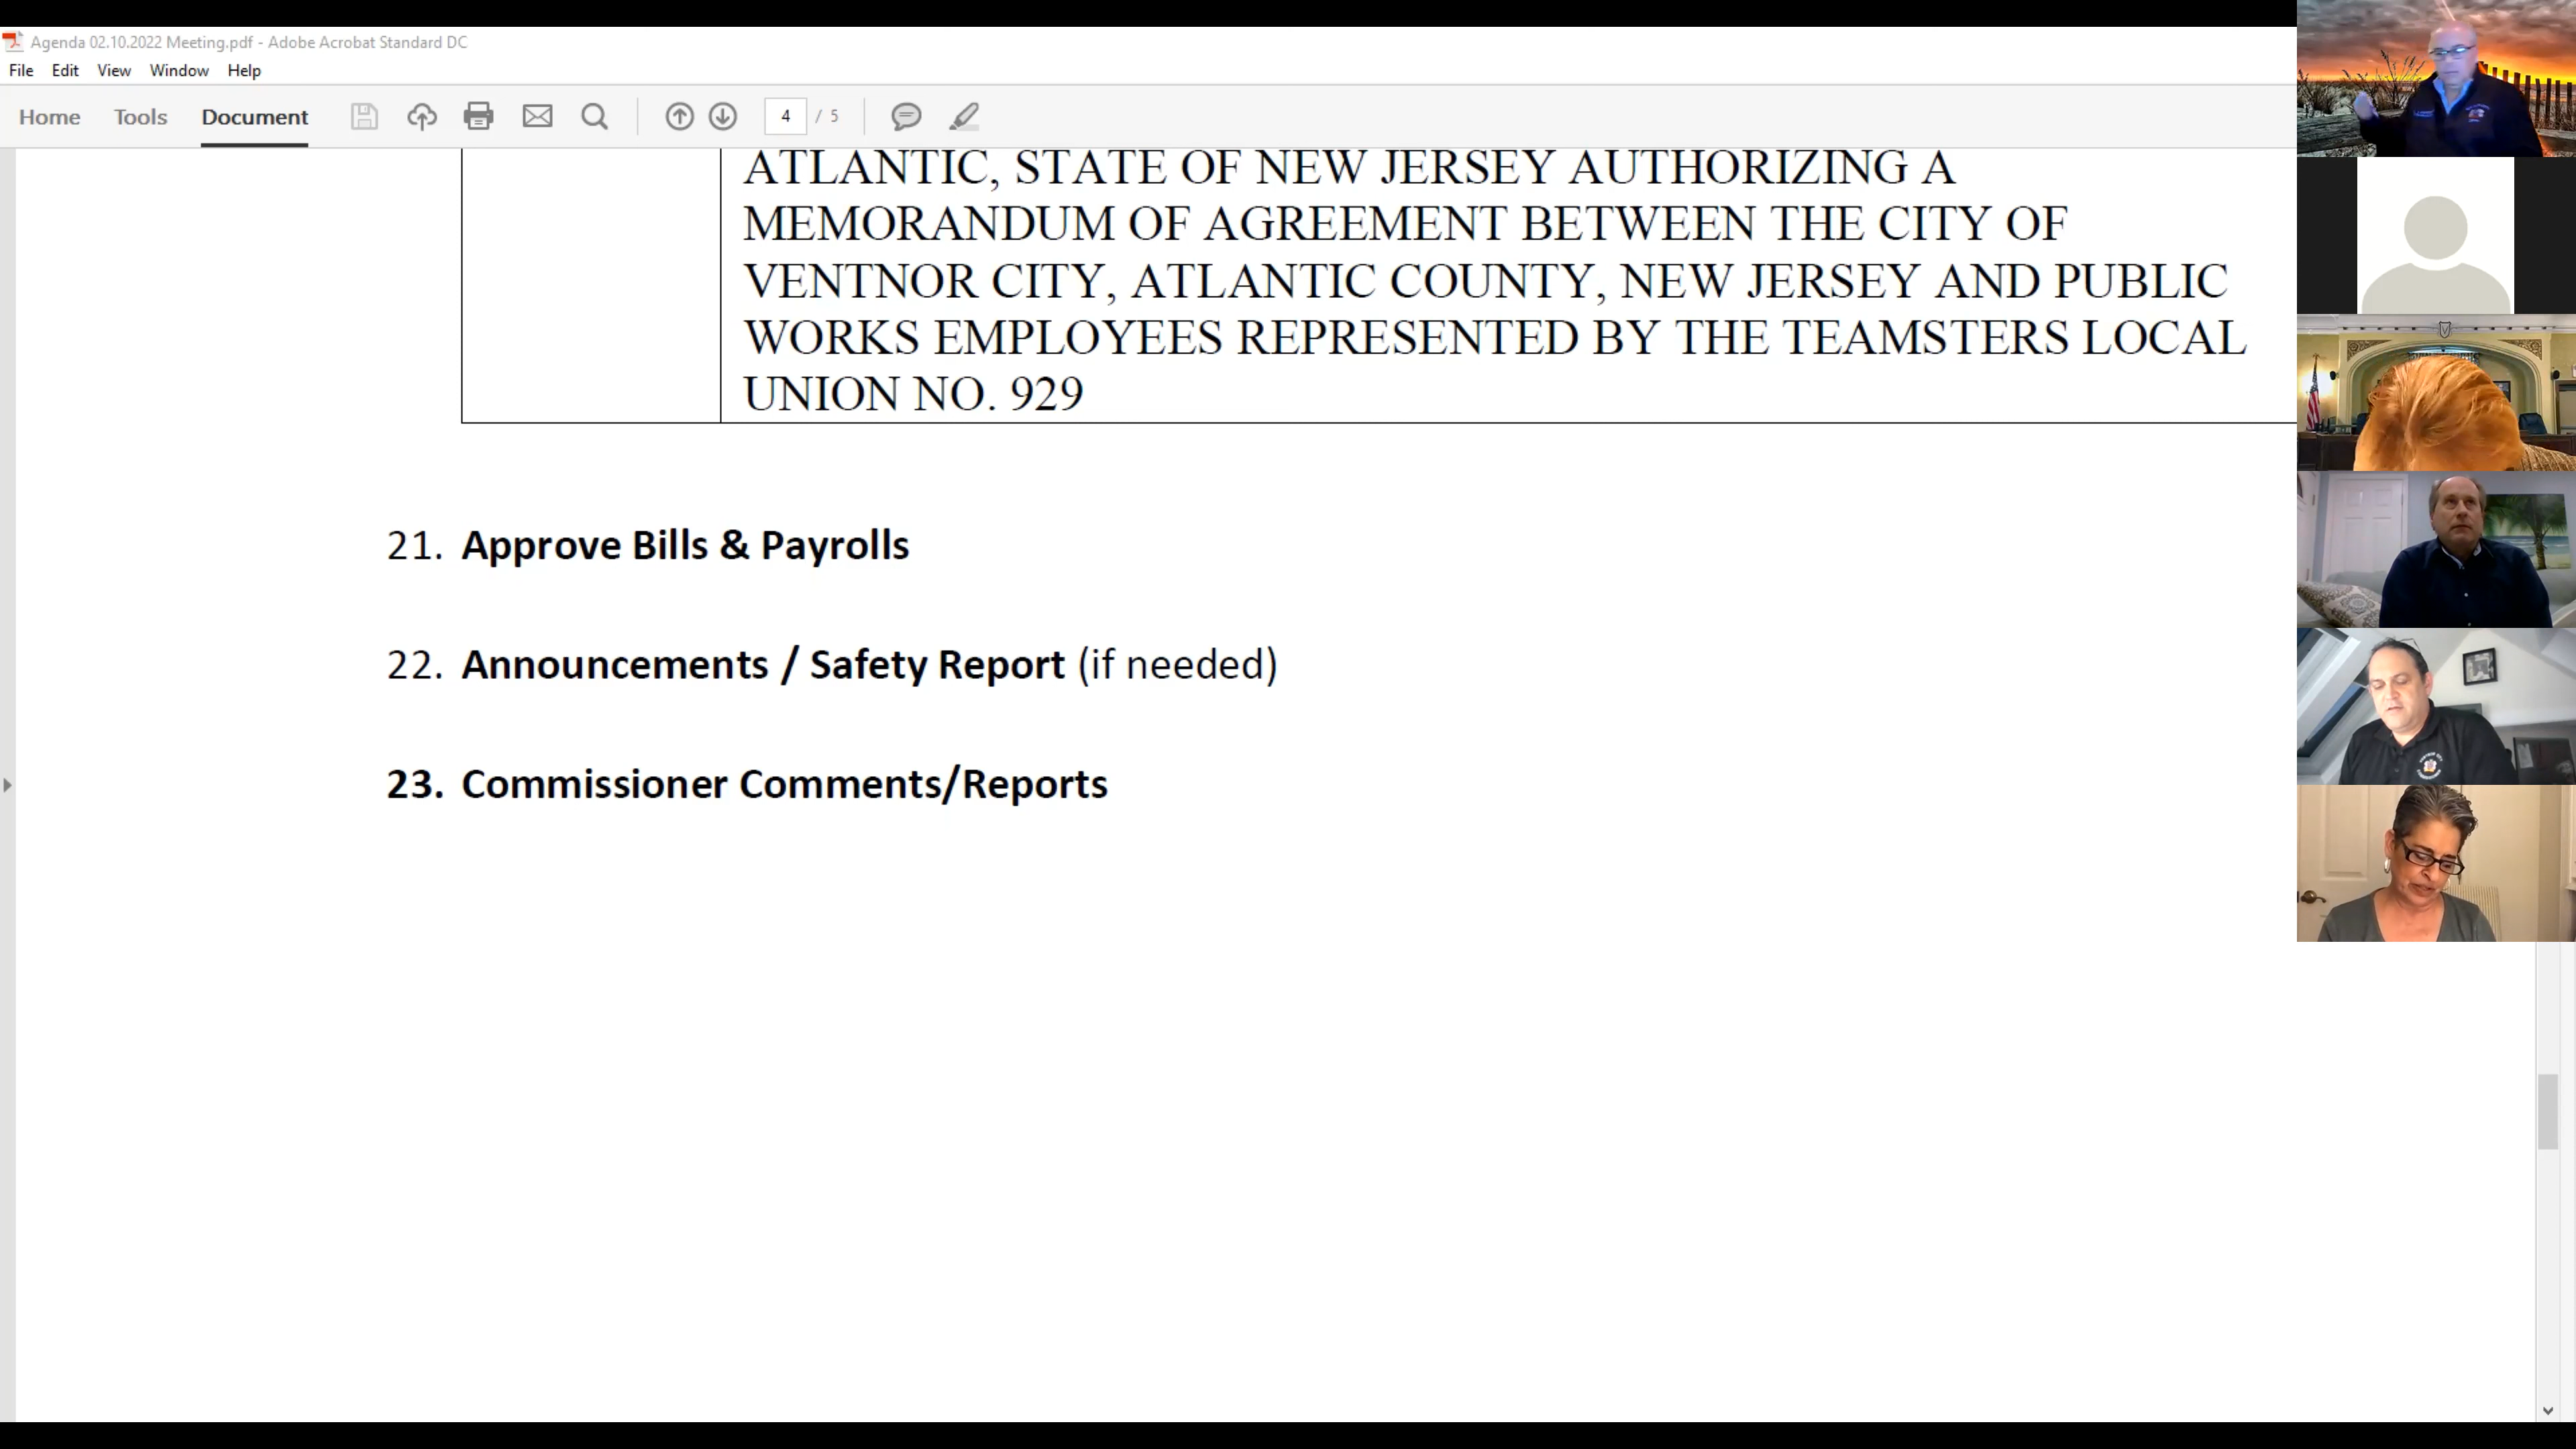 Agenda 02.10.2022 Meeting.pdf - Adobe Acrobat Standard DC
File Edit View Window Help
Home Tools Document 4 / 5
ATLANTIC, STATE OF NEW JERSEY AUTHORIZING A
MEMORANDUM OF AGREEMENT BETWEEN THE CITY OF
VENTNOR CITY, ATLANTIC COUNTY, NEW JERSEY AND PUBLIC
WORKS EMPLOYEES REPRESENTED BY THE TEAMSTERS LOCAL
UNION NO. 929
21. Approve Bills & Payrolls
22. Announcements / Safety Report (if needed)
23. Commissioner Comments/Reports